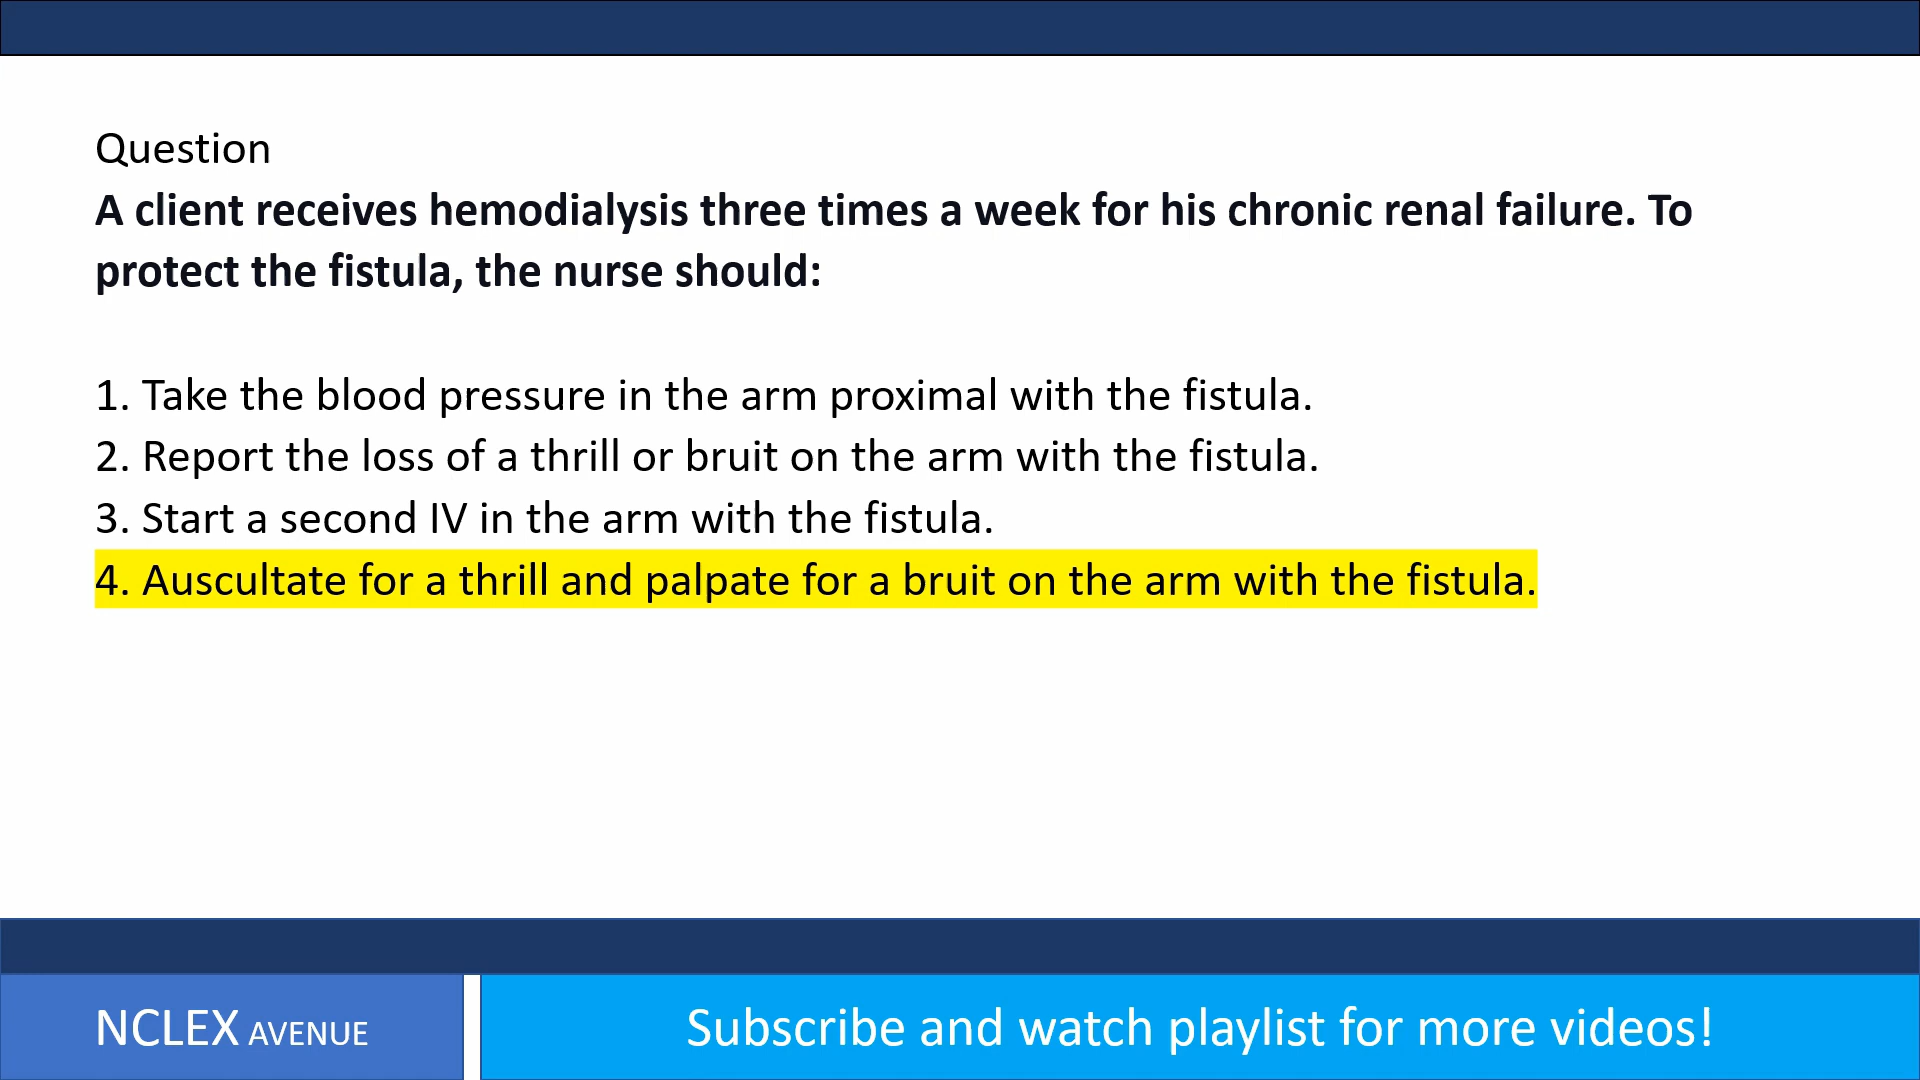 Question
A client receives hemodialysis three times a week for his chronic renal failure. To
protect the fistula, the nurse should:
1. Take the blood pressure in the arm proximal with the fistula.
2. Report the loss of a thrill or bruit on the arm with the fistula.
3. Start a second IV in the arm with the fistula.
4. Auscultate for a thrill and palpate for a bruit on the arm with the fistula.
NCLEX AVENUE
Subscribe and watch playlist for more videos!